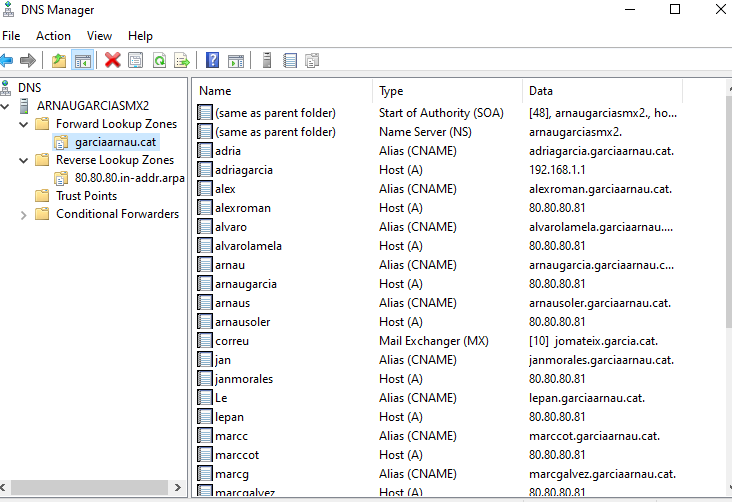 DNS Manager
File Action View Help
DNS
ARNAUGARCIASMX2
Forward Lookup Zones
garciaarnau.cat
Reverse Lookup Zones
80.80.80.in-addr.arpa
Trust Points
Conditional Forwarders
Name Type Data
(same as parent folder) Start of Authority (SOA) [48], arnaugarciasmx2., ho...
(same as parent folder) Name Server (NS) arnaugarciasmx2.
adria Alias (CNAME) adriagarcia.garciaarnau.cat.
adriagarcia Host (A) 192.168.1.1
alex Alias (CNAME) alexroman.garciaarnau.cat.
alexroman Host (A) 80.80.80.81
alvaro Alias (CNAME) alvarolamela.garciaarnau....
alvarolamela Host (A) 80.80.80.81
arnau Alias (CNAME) arnaugarcia.garciaarnau.c...
arnaugarcia Host (A) 80.80.80.81
arnaus Alias (CNAME) arnausoler.garciaarnau.cat.
arnausoler Host (A) 80.80.80.81
correu Mail Exchanger (MX) [10] jomateix.garcia.cat.
jan Alias (CNAME) janmorales.garciaarnau.cat.
janmorales Host (A) 80.80.80.81
Le Alias (CNAME) lepan.garciaarnau.cat.
lepan Host (A) 80.80.80.81
marcc Alias (CNAME) marccot.garciaarnau.cat.
marccot Host (A) 80.80.80.81
marcg Alias (CNAME) marcgalvez.garciaarnau.cat.
marcgalvez Host (A) 80.80.80.81